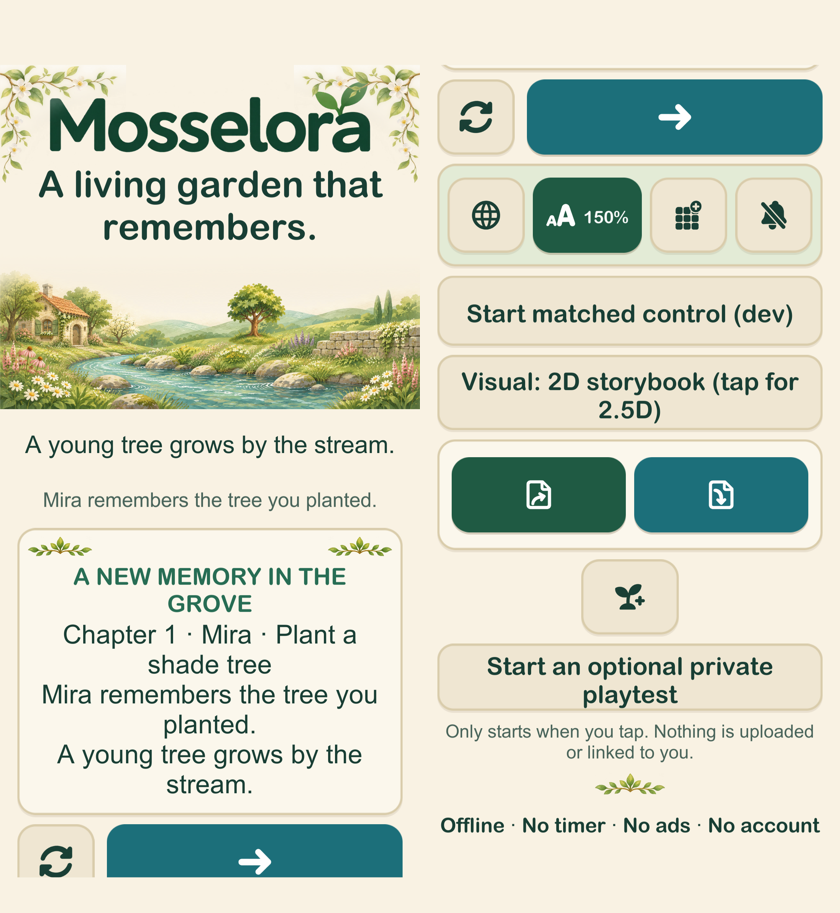 Mosselora
A living garden that
remembers.
A young tree grows by the stream.
Mira remembers the tree you planted.
A NEW MEMORY IN THE
GROVE
Chapter 1 · Mira · Plant a
shade tree
Mira remembers the tree you
planted.
A young tree grows by the
stream.
AA 150%
Start matched control (dev)
Visual: 2D storybook (tap for
2.5D)
Start an optional private
playtest
Only starts when you tap. Nothing is uploaded
or linked to you.
Offline · No timer · No ads · No account